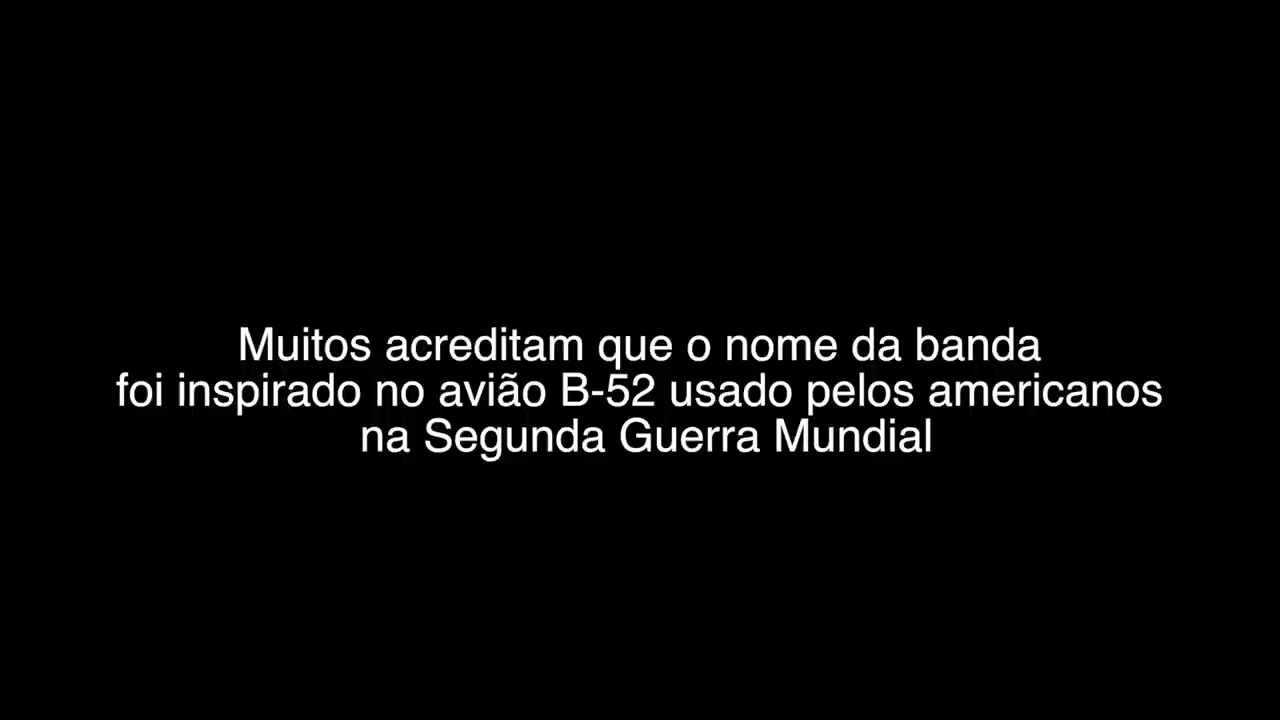 Muitos acreditam que o nome da banda
foi inspirado no avião B-52 usado pelos americanos
na Segunda Guerra Mundial